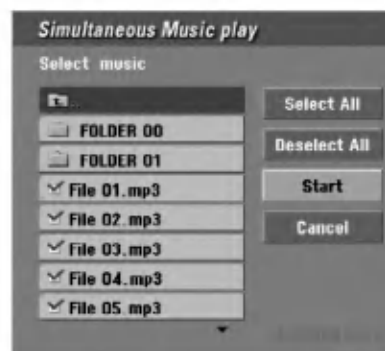 Simultaneous Music play
Select music
..
FOLDER 00
FOLDER 01
File 01.mp3
File 02.mp3
File 03.mp3
File 04.mp3
File 05.mp3
Select All
Deselect All
Start
Cancel